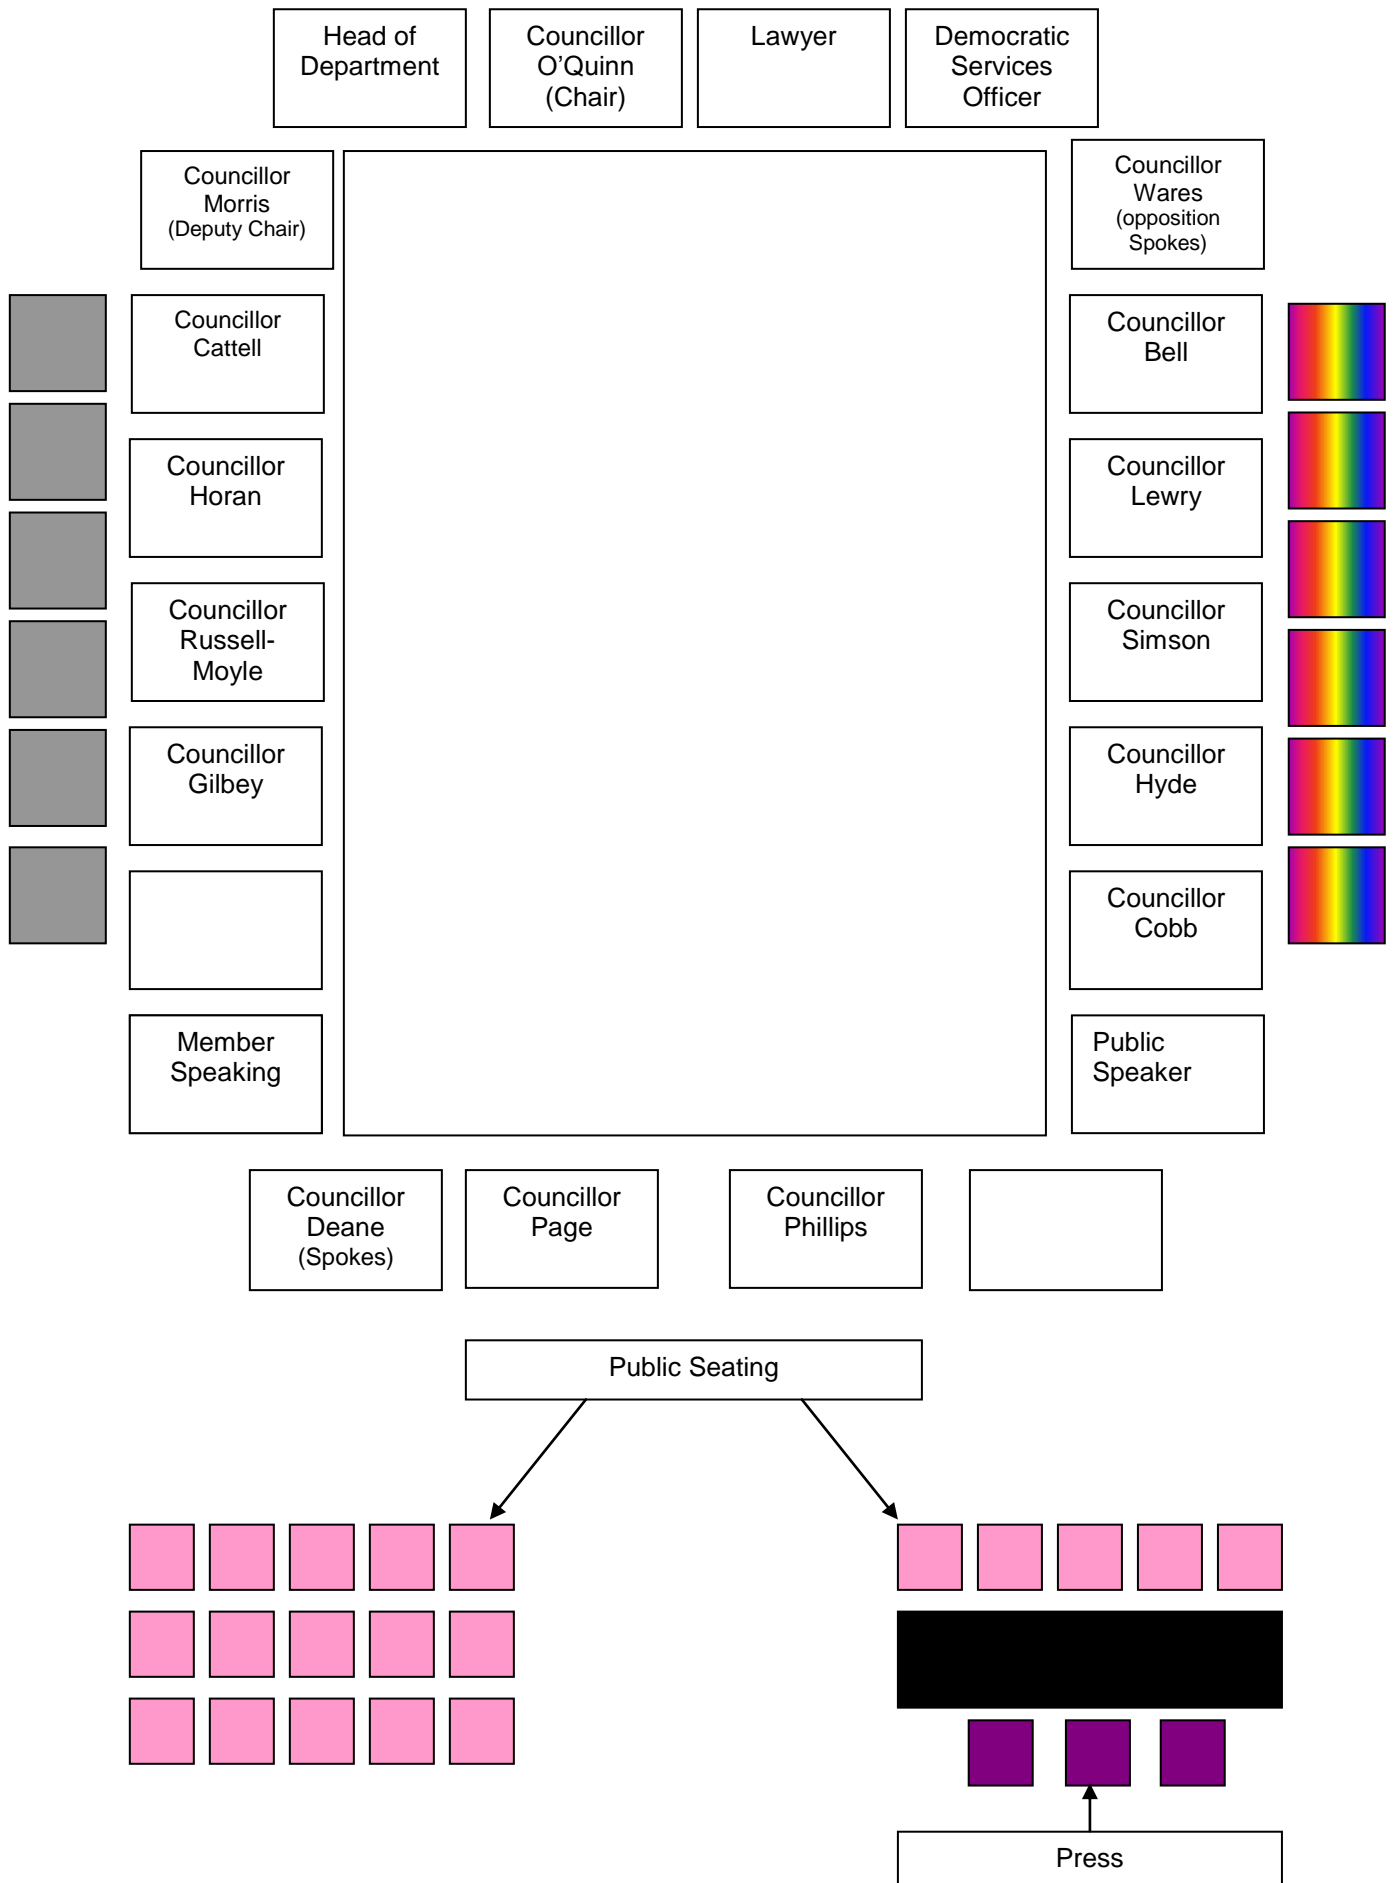 Head of
Department
Councillor
O’Quinn
(Chair)
Lawyer
Democratic
Services
Officer
Councillor
Morris
(Deputy Chair)
Councillor
Wares
(opposition
Spokes)
Councillor
Cattell
Councillor
Bell
Councillor
Horan
Councillor
Lewry
Councillor
Russell-
Moyle
Councillor
Simson
Councillor
Gilbey
Councillor
Hyde
Councillor
Cobb
Member
Speaking
Public
Speaker
Councillor
Deane
(Spokes)
Councillor
Page
Councillor
Phillips
Public Seating
Press